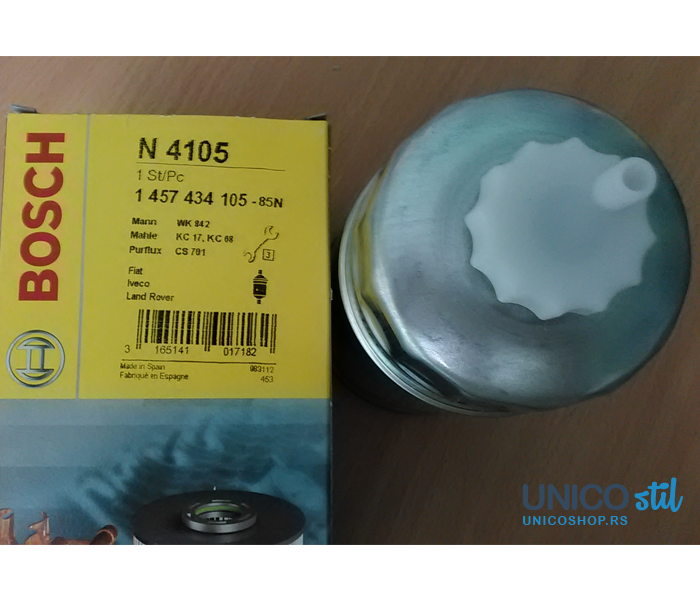 BOSCH
N 4105
1 St/Pc
1 457 434 105 - 85N
Mann WK 842
Mahle KC 17, KC 68
Purflux CS 701
3
Fiat
Iveco
Land Rover
3 165141 017182
Made in Spain 083112
Fabriqué en Espagne 453
UNICO stil
UNICOSHOP.RS